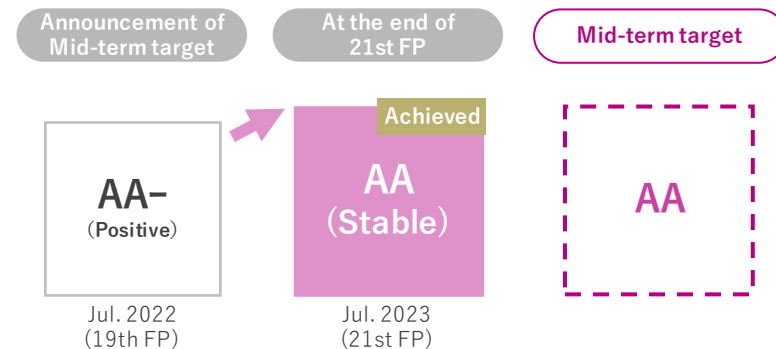 Announcement of
Mid-term target
At the end of
21st FP
Mid-term target
Achieved
AA−
(Positive)
AA
(Stable)
AA
Jul. 2022
(19th FP)
Jul. 2023
(21st FP)